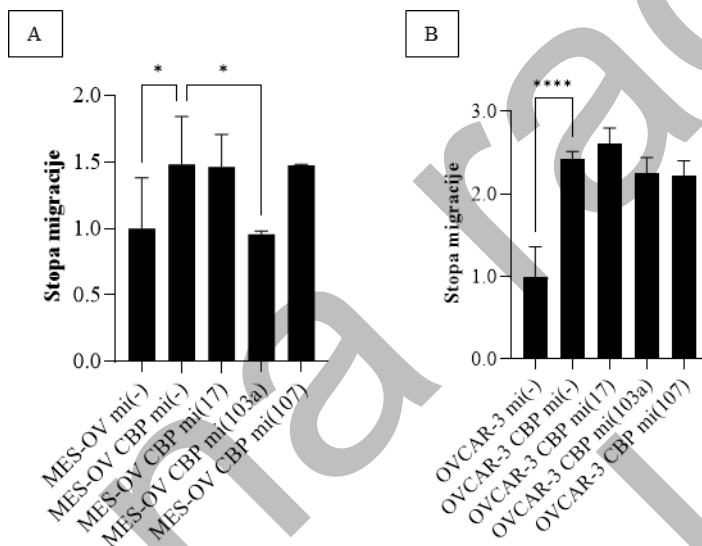 A
B
*
*
****
Stopa migracije
2.0
1.5
1.0
0.5
0.0
MES-OV mi(-)
MES-OV CBP mi(-)
MES-OV CBP mi(17)
MES-OV CBP mi(103a)
MES-OV CBP mi(107)
Stopa migracije
3.0
2.0
1.0
0.0
OVCAR-3 mi(-)
OVCAR-3 CBP mi(-)
OVCAR-3 CBP mi(17)
OVCAR-3 CBP mi(103a)
OVCAR-3 CBP mi(107)